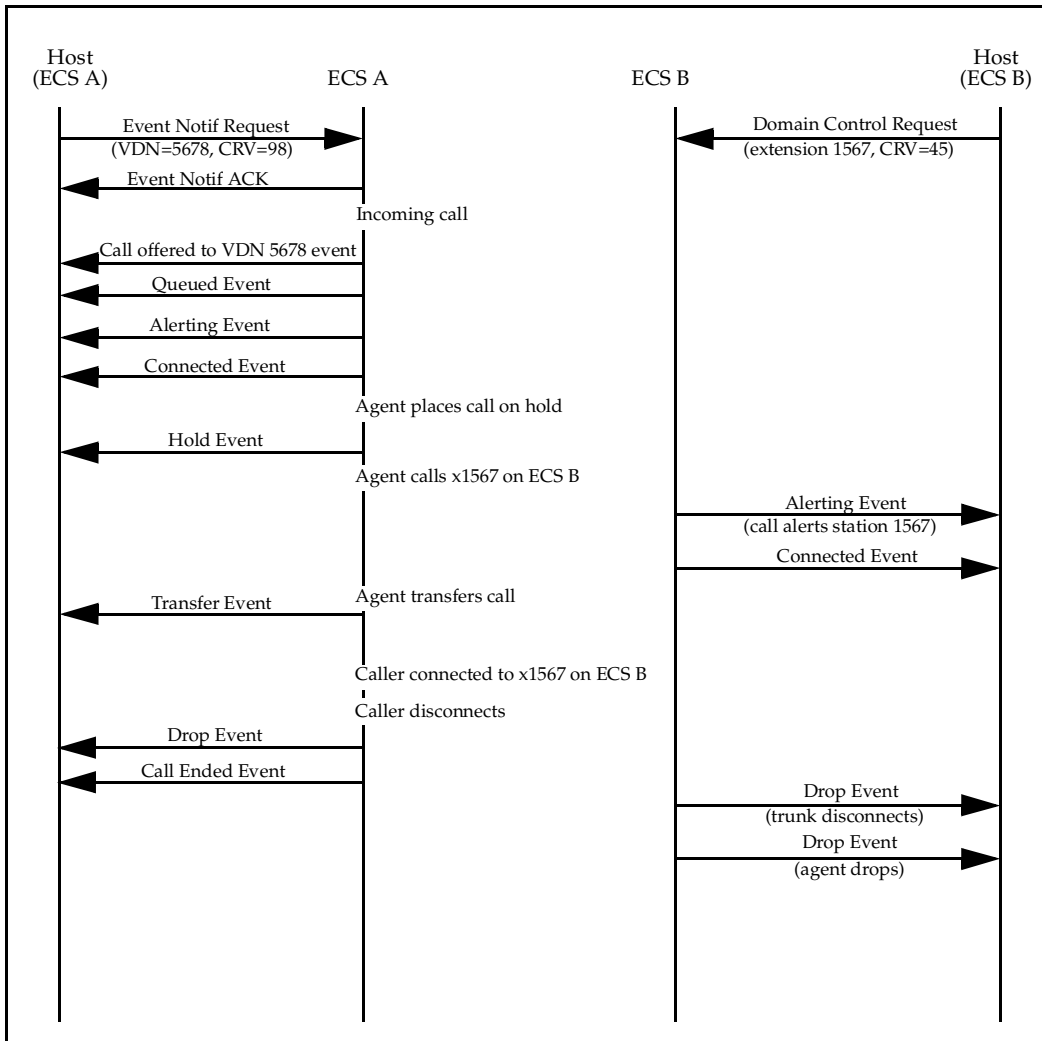 Host
(ECS A)
ECS A
ECS B
Host
(ECS B)
Event Notif Request
(VDN=5678, CRV=98)
Domain Control Request
(extension 1567, CRV=45)
Event Notif ACK
Incoming call
Call offered to VDN 5678 event
Queued Event
Alerting Event
Connected Event
Agent places call on hold
Hold Event
Agent calls x1567 on ECS B
Alerting Event
(call alerts station 1567)
Connected Event
Agent transfers call
Transfer Event
Caller connected to x1567 on ECS B
Caller disconnects
Drop Event
Call Ended Event
Drop Event
(trunk disconnects)
Drop Event
(agent drops)